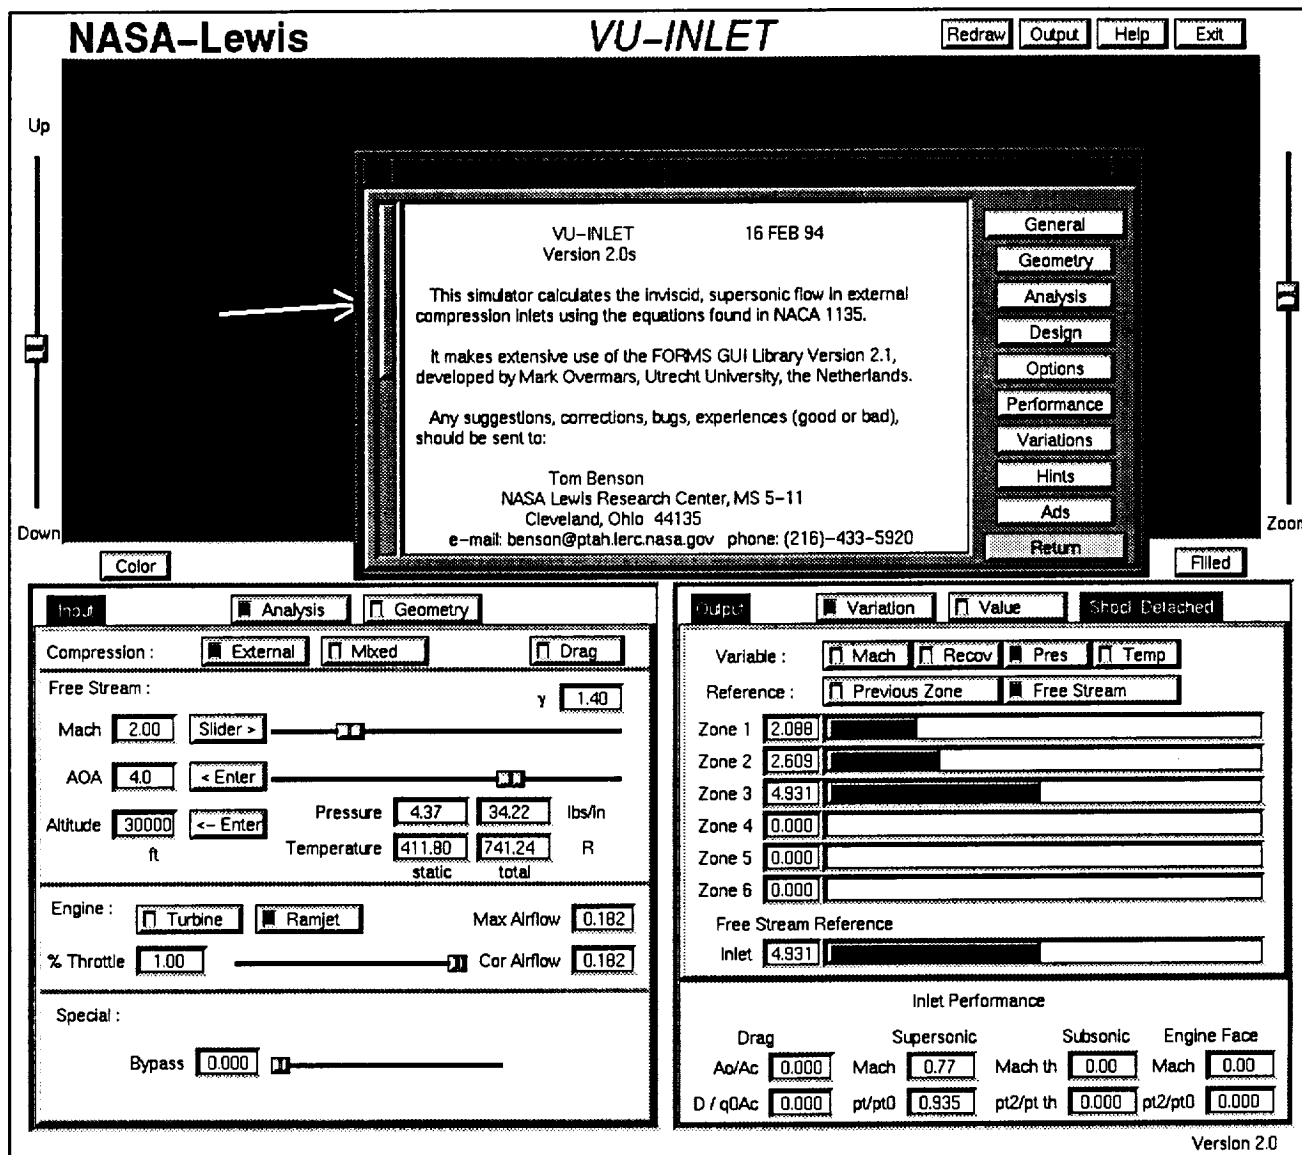 NASA-Lewis VU-INLET Redraw Output Help Exit
Up
Down
Zoom
VU-INLET 16 FEB 94
Version 2.0s
This simulator calculates the inviscid, supersonic flow in external
compression inlets using the equations found in NACA 1135.
It makes extensive use of the FORMS GUI Library Version 2.1,
developed by Mark Overmars, Utrecht University, the Netherlands.
Any suggestions, corrections, bugs, experiences (good or bad),
should be sent to:
Tom Benson
NASA Lewis Research Center, MS 5-11
Cleveland, Ohio 44135
e-mail: benson@ptah.lerc.nasa.gov phone: (216)-433-5920
General
Geometry
Analysis
Design
Options
Performance
Variations
Hints
Ads
Return
Color
Filled
Input Analysis Geometry
Compression : External Mixed Drag
Free Stream :
γ 1.40
Mach 2.00 Slider >
AOA 4.0 < Enter
Altitude 30000 <- Enter
ft
Pressure 4.37 34.22 lbs/in
Temperature 411.80 741.24 R
static total
Engine : Turbine Ramjet Max Airflow 0.182
% Throttle 1.00 Cor Airflow 0.182
Special :
Bypass 0.000
Output Variation Value Shock Detached
Variable : Mach Recov Pres Temp
Reference : Previous Zone Free Stream
Zone 1 2.088
Zone 2 2.609
Zone 3 4.931
Zone 4 0.000
Zone 5 0.000
Zone 6 0.000
Free Stream Reference
Inlet 4.931
Inlet Performance
Drag Supersonic Subsonic Engine Face
Ao/Ac 0.000 Mach 0.77 Mach th 0.00 Mach 0.00
D / q0Ac 0.000 pt/pt0 0.935 pt2/pt th 0.000 pt2/pt0 0.000
Version 2.0